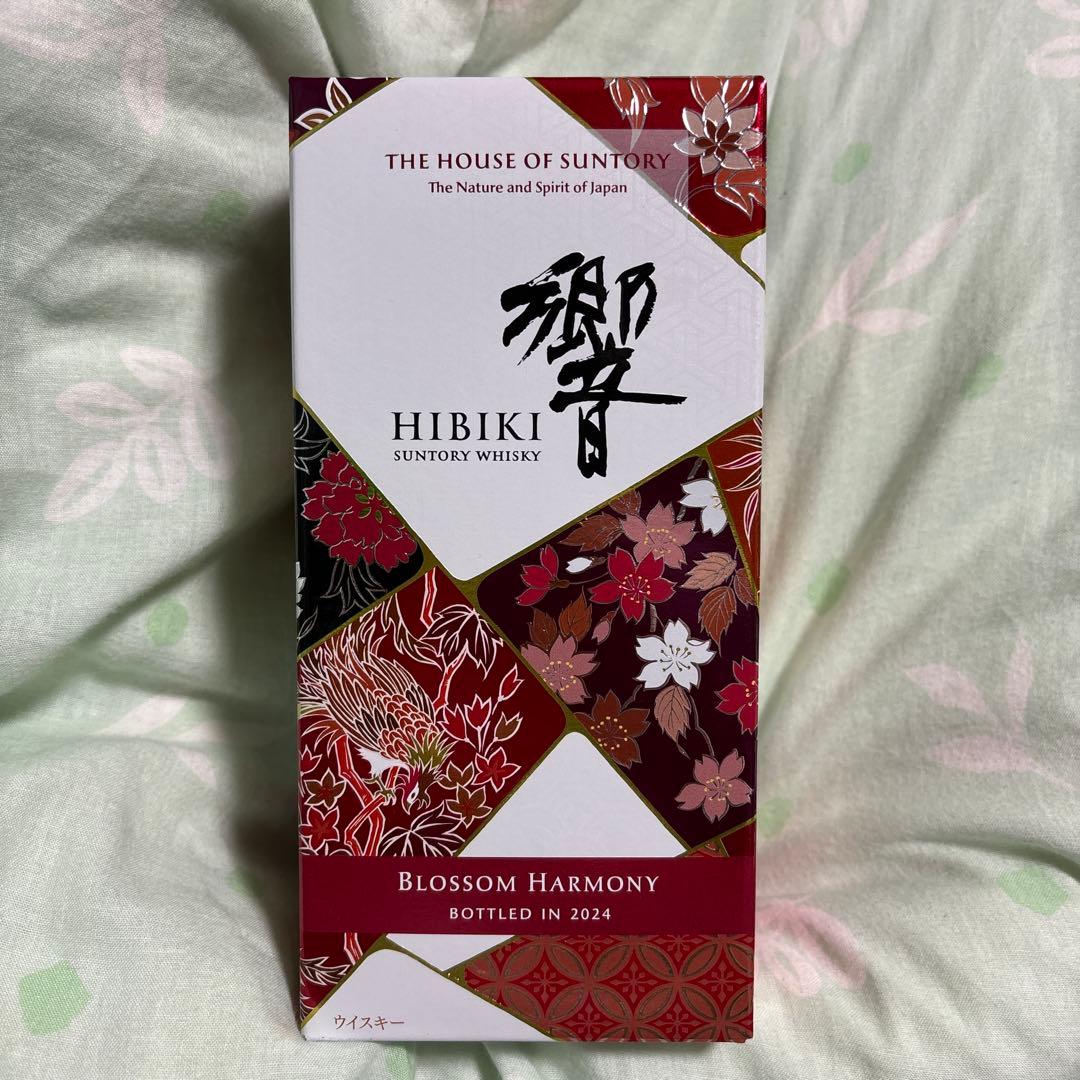 THE HOUSE OF SUNTORY
The Nature and Spirit of Japan
響
HIBIKI
SUNTORY WHISKY
BLOSSOM HARMONY
BOTTLED IN 2024
ウイスキー